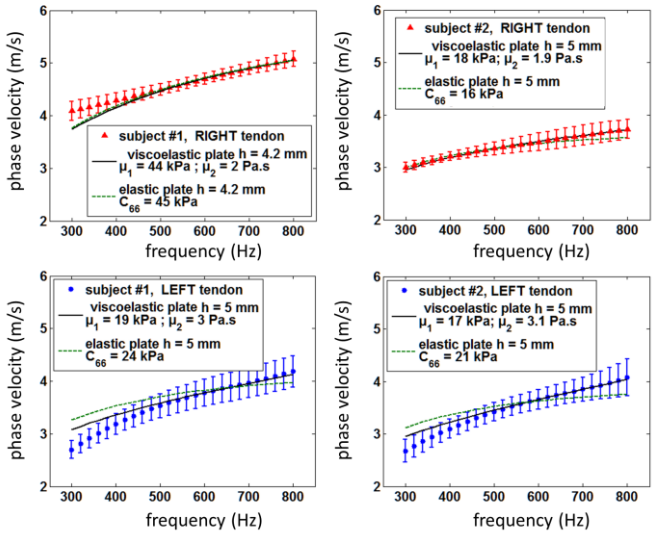 phase velocity (m/s)
6
5
4
3
2
300 400 500 600 700 800
frequency (Hz)
subject #1, RIGHT tendon
viscoelastic plate h = 4.2 mm
μ1 = 44 kPa ; μ2 = 2 Pa.s
elastic plate h = 4.2 mm
C66 = 45 kPa
phase velocity (m/s)
6
5
4
3
2
300 400 500 600 700 800
frequency (Hz)
subject #2, RIGHT tendon
viscoelastic plate h = 5 mm
μ1 = 18 kPa; μ2 = 1.9 Pa.s
elastic plate h = 5 mm
C66 = 16 kPa
phase velocity (m/s)
6
5
4
3
2
300 400 500 600 700 800
frequency (Hz)
subject #1, LEFT tendon
viscoelastic plate h = 5 mm
μ1 = 19 kPa ; μ2 = 3 Pa.s
elastic plate h = 5 mm
C66 = 24 kPa
phase velocity (m/s)
6
5
4
3
2
300 400 500 600 700 800
frequency (Hz)
subject #2, LEFT tendon
viscoelastic plate h = 5 mm
μ1 = 17 kPa; μ2 = 3.1 Pa.s
elastic plate h = 5 mm
C66 = 21 kPa